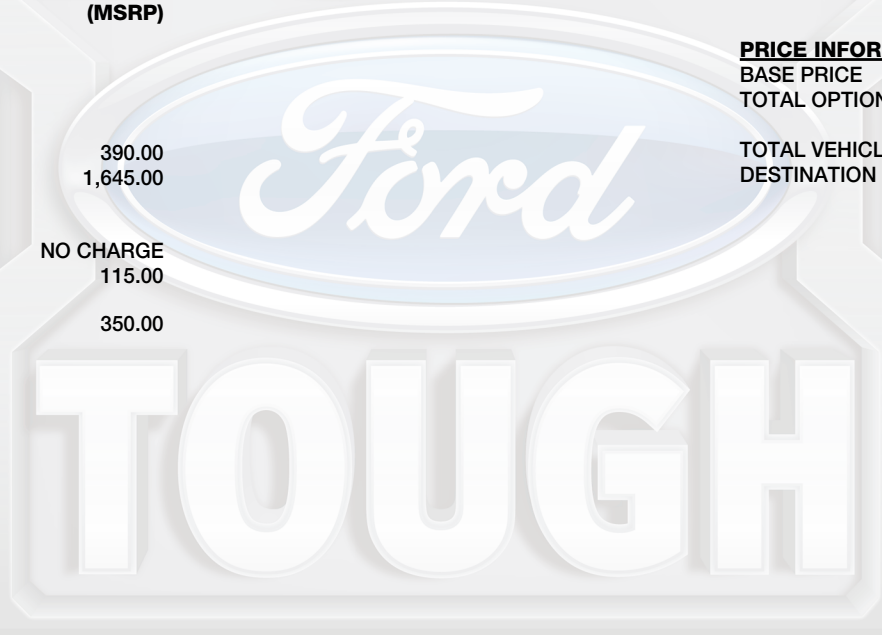 (MSRP)
390.00
1,645.00
NO CHARGE
115.00
350.00
PRICE INFOR
BASE PRICE
TOTAL OPTION
TOTAL VEHICL
DESTINATION
Ford
TOUGH